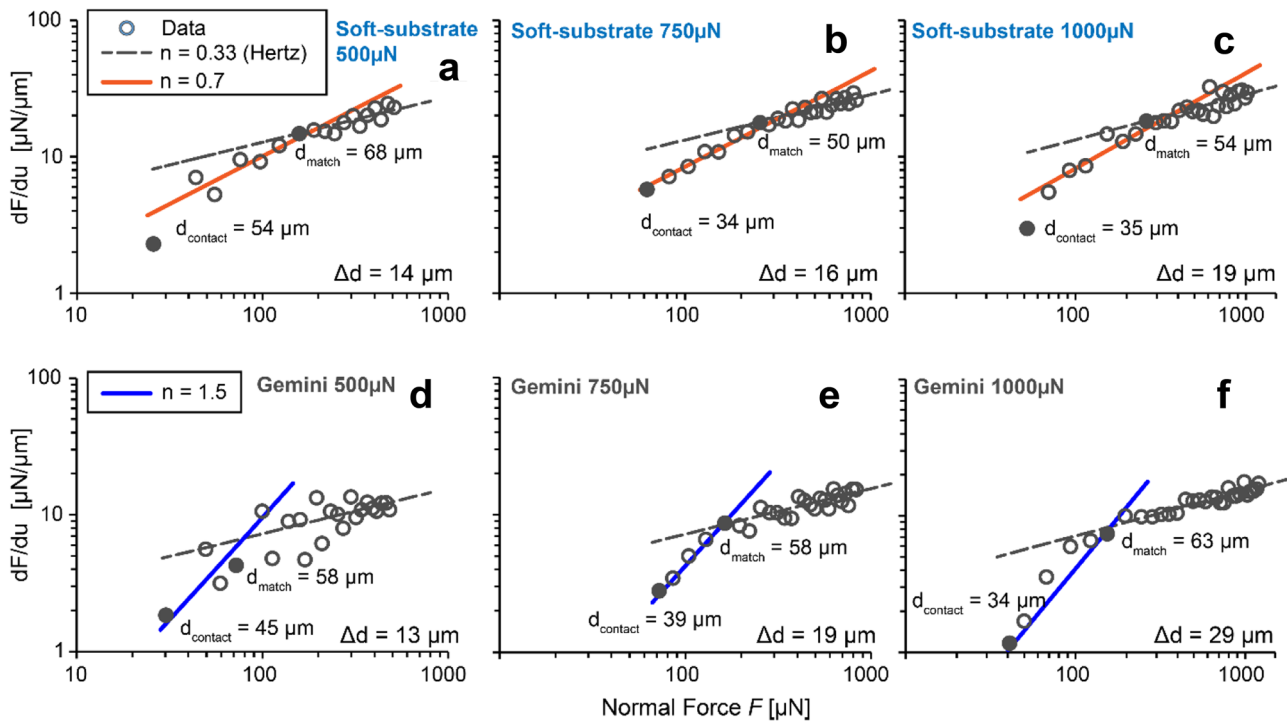 100
10
1
dF/du [µN/µm]
Data
n = 0.33 (Hertz)
n = 0.7
Soft-substrate
500µN
a
d_match = 68 µm
d_contact = 54 µm
Δd = 14 µm
10 100 1000
Soft-substrate 750µN
b
d_match = 50 µm
d_contact = 34 µm
Δd = 16 µm
100 1000
Soft-substrate 1000µN
c
d_match = 54 µm
d_contact = 35 µm
Δd = 19 µm
100 1000
100
10
1
dF/du [µN/µm]
n = 1.5
Gemini 500µN
d
d_match = 58 µm
d_contact = 45 µm
Δd = 13 µm
10 100 1000
Gemini 750µN
e
d_match = 58 µm
d_contact = 39 µm
Δd = 19 µm
100 1000
Gemini 1000µN
f
d_match = 63 µm
d_contact = 34 µm
Δd = 29 µm
100 1000
Normal Force F [µN]